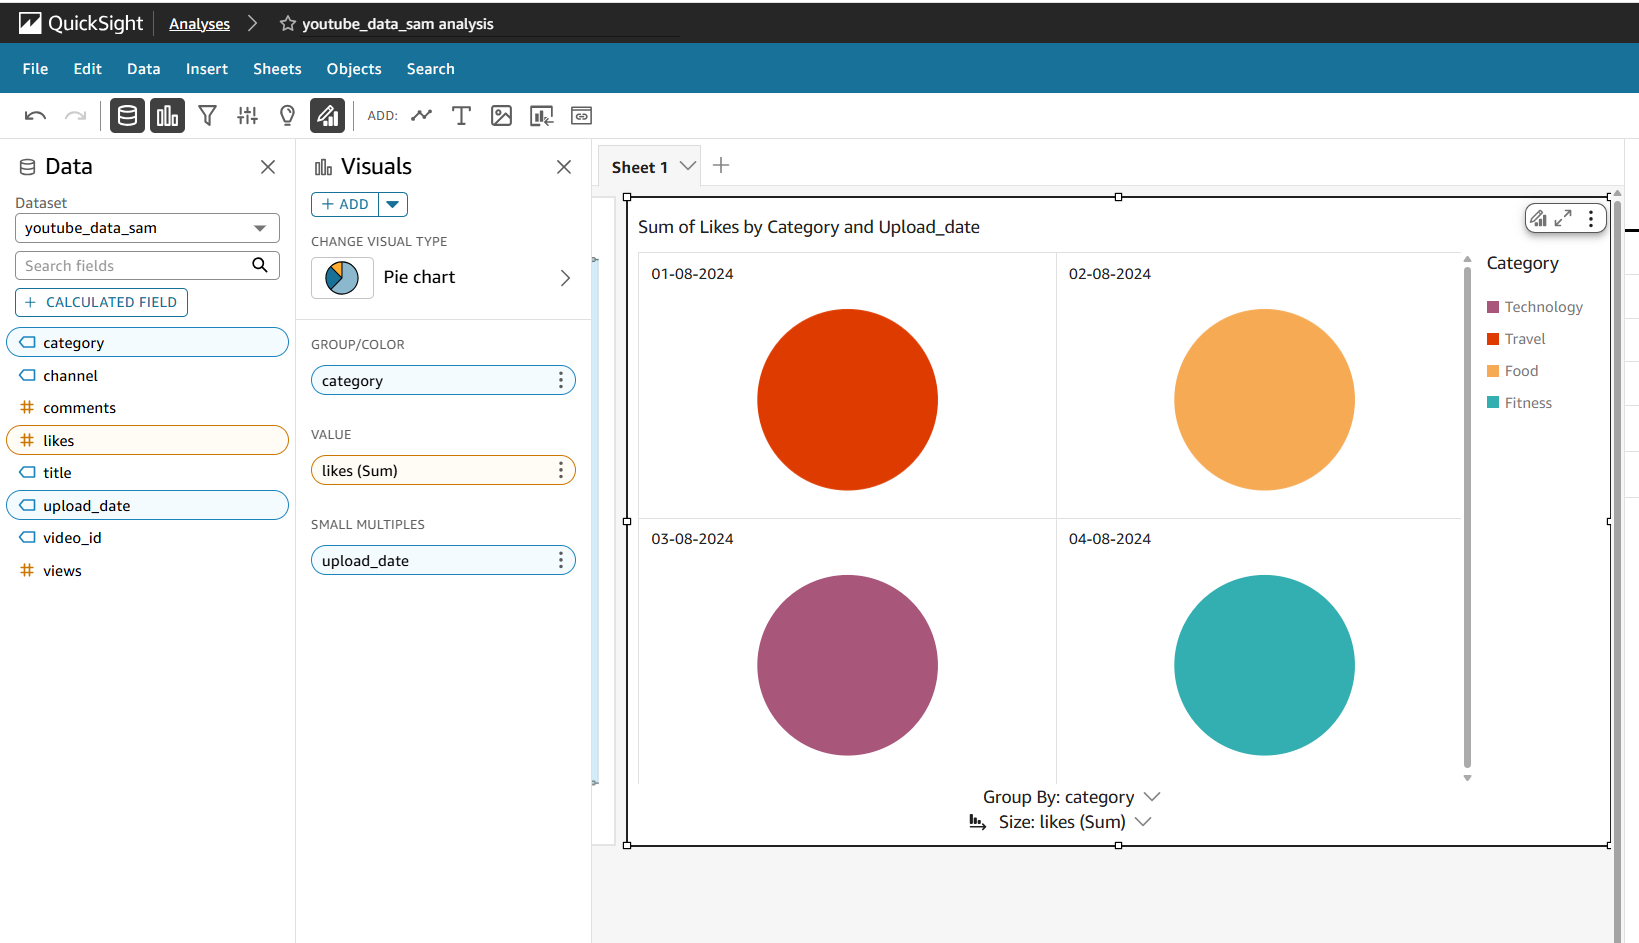 QuickSight Analyses youtube_data_sam analysis
File Edit Data Insert Sheets Objects Search
ADD:
Data
Dataset
youtube_data_sam
Search fields
+ CALCULATED FIELD
category
channel
# comments
# likes
title
upload_date
video_id
# views
Visuals
+ ADD
CHANGE VISUAL TYPE
Pie chart
GROUP/COLOR
category
VALUE
likes (Sum)
SMALL MULTIPLES
upload_date
Sheet 1
Sum of Likes by Category and Upload_date
01-08-2024
02-08-2024
03-08-2024
04-08-2024
Category
Technology
Travel
Food
Fitness
Group By: category
Size: likes (Sum)